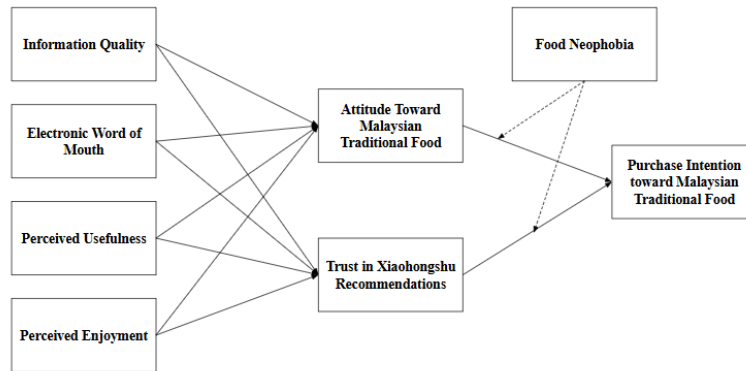 Information Quality
Food Neophobia
Electronic Word of
Mouth
Attitude Toward
Malaysian
Traditional Food
Purchase Intention
toward Malaysian
Traditional Food
Perceived Usefulness
Trust in Xiaohongshu
Recommendations
Perceived Enjoyment